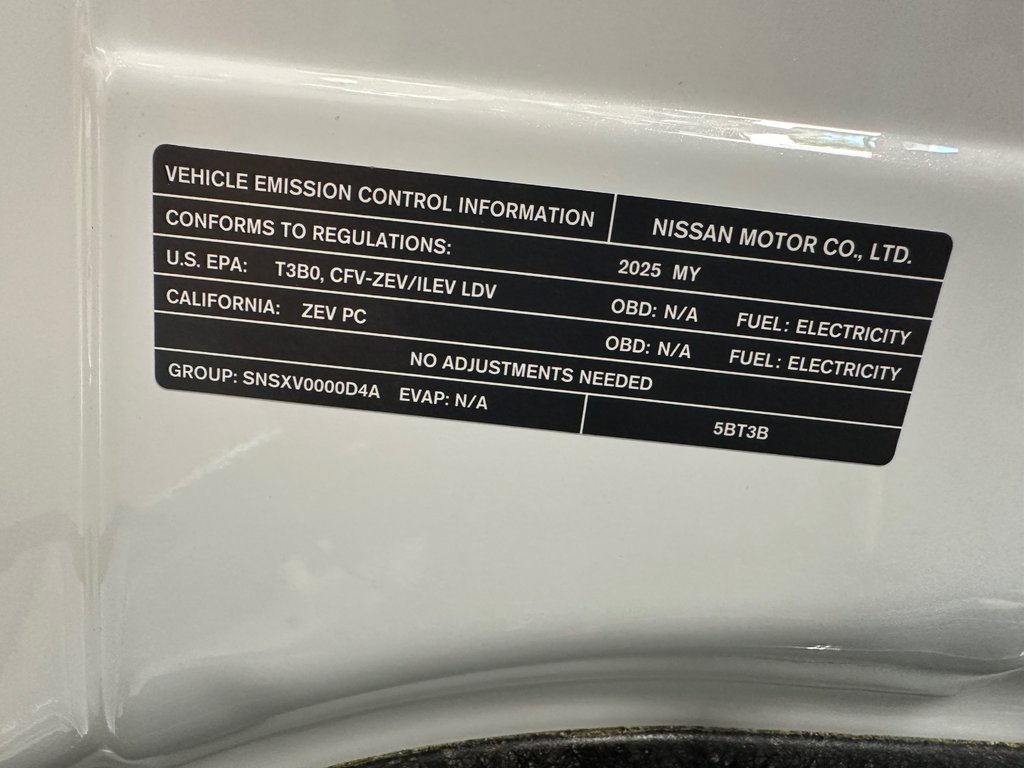 VEHICLE EMISSION CONTROL INFORMATION NISSAN MOTOR CO., LTD.
CONFORMS TO REGULATIONS: 2025 MY
U.S. EPA: T3B0, CFV-ZEV/ILEV LDV OBD: N/A FUEL: ELECTRICITY
CALIFORNIA: ZEV PC OBD: N/A FUEL: ELECTRICITY
NO ADJUSTMENTS NEEDED
GROUP: SNSXV0000D4A EVAP: N/A 5BT3B